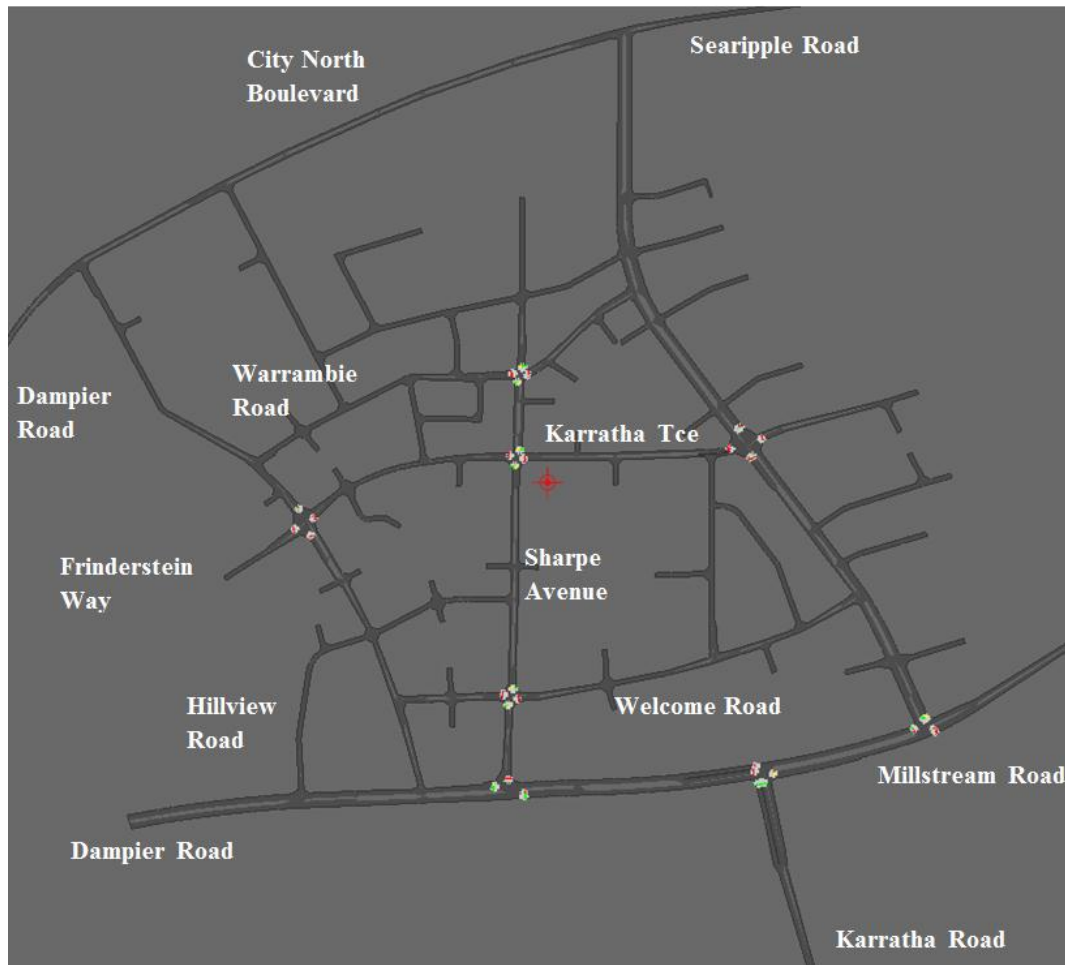 Searipple Road
City North
Boulevard
Warrambie
Road
Dampier
Road
Karratha Tce
Frinderstein
Way
Sharpe
Avenue
Hillview
Road
Welcome Road
Millstream Road
Dampier Road
Karratha Road